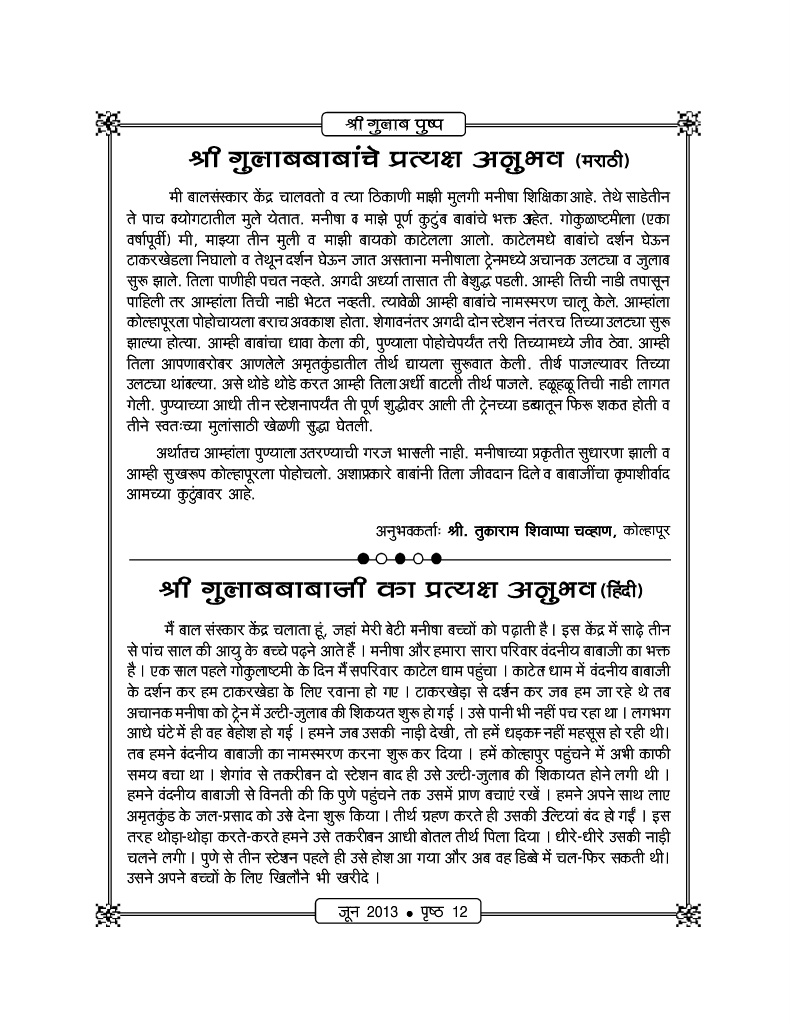 श्री गुलाब पुष्प
श्री गुलाबबाबांचे प्रत्यक्ष अनुभव (मराठी)
मी बालसंस्कार केंद्र चालवतो व त्या ठिकाणी माझी मुलगी मनीषा शिक्षिका आहे. तेथे साडेतीन
ते पाच वयोगटातील मुले येतात. मनीषा व माझे पूर्ण कुटुंब बाबांचे भक्त आहेत. गोकुळाष्टमीला (एका
वर्षापूर्वी) मी, माझ्या तीन मुली व माझी बायको काटेलला आलो. काटेलमधे बाबांचे दर्शन घेऊन
टाकरखेडला निघालो व तेथून दर्शन घेऊन जात असताना मनीषाला ट्रेनमध्ये अचानक उलट्या व जुलाब
सुरू झाले. तिला पाणीही पचत नव्हते. अगदी अर्ध्या तासात ती बेशुद्ध पडली. आम्ही तिची नाडी तपासून
पाहिली तर आम्हांला तिची नाडी भेटत नव्हती. त्यावेळी आम्ही बाबांचे नामस्मरण चालू केले. आम्हांला
कोल्हापूरला पोहोचायला बराच अवकाश होता. शेगावनंतर अगदी दोन स्टेशन नंतरच तिच्या उलट्या सुरू
झाल्या होत्या. आम्ही बाबांचा धावा केला की, पुण्याला पोहोचेपर्यंत तरी तिच्यामध्ये जीव ठेवा. आम्ही
तिला आपणाबरोबर आणलेले अमृतकुंडातील तीर्थ द्यायला सुरूवात केली. तीर्थ पाजल्यावर तिच्या
उलट्या थांबल्या. असे थोडे थोडे करत आम्ही तिला अर्धी बाटली तीर्थ पाजले. हळूहळू तिची नाडी लागत
गेली. पुण्याच्या आधी तीन स्टेशनापर्यंत ती पूर्ण शुद्धीवर आली ती ट्रेनच्या डब्यातून फिरू शकत होती व
तीने स्वतःच्या मुलांसाठी खेळणी सुद्धा घेतली.
अर्थातच आम्हांला पुण्याला उतरण्याची गरज भासली नाही. मनीषाच्या प्रकृतीत सुधारणा झाली व
आम्ही सुखरूप कोल्हापूरला पोहोचलो. अशाप्रकारे बाबांनी तिला जीवदान दिले व बाबाजींचा कृपाशीर्वाद
आमच्या कुटुंबावर आहे.
अनुभवकर्ताः श्री. तुकाराम शिवाप्पा चव्हाण, कोल्हापूर
श्री गुलाबबाबाजी का प्रत्यक्ष अनुभव (हिंदी)
मैं बाल संस्कार केंद्र चलाता हूं, जहां मेरी बेटी मनीषा बच्चों को पढ़ाती है। इस केंद्र में साढ़े तीन
से पांच साल की आयु के बच्चे पढ़ने आते हैं। मनीषा और हमारा सारा परिवार वंदनीय बाबाजी का भक्त
है। एक साल पहले गोकुलाष्टमी के दिन मैं सपरिवार काटेल धाम पहुंचा। काटेल धाम में वंदनीय बाबाजी
के दर्शन कर हम टाकरखेडा के लिए रवाना हो गए। टाकरखेड़ा से दर्शन कर जब हम जा रहे थे तब
अचानक मनीषा को ट्रेन में उल्टी-जुलाब की शिकयत शुरू हो गई। उसे पानी भी नहीं पच रहा था। लगभग
आधे घंटे में ही वह बेहोश हो गई। हमने जब उसकी नाड़ी देखी, तो हमें धड़कन नहीं महसूस हो रही थी।
तब हमने वंदनीय बाबाजी का नामस्मरण करना शुरू कर दिया। हमें कोल्हापुर पहुंचने में अभी काफी
समय बचा था। शेगांव से तकरीबन दो स्टेशन बाद ही उसे उल्टी-जुलाब की शिकायत होने लगी थी।
हमने वंदनीय बाबाजी से विनती की कि पुणे पहुंचने तक उसमें प्राण बचाएं रखें। हमने अपने साथ लाए
अमृतकुंड के जल-प्रसाद को उसे देना शुरू किया। तीर्थ ग्रहण करते ही उसकी उल्टियां बंद हो गईं। इस
तरह थोड़ा-थोड़ा करते-करते हमने उसे तकरीबन आधी बोतल तीर्थ पिला दिया। धीरे-धीरे उसकी नाड़ी
चलने लगी। पुणे से तीन स्टेशन पहले ही उसे होश आ गया और अब वह डिब्बे में चल-फिर सकती थी।
उसने अपने बच्चों के लिए खिलौने भी खरीदे।
जून 2013 ● पृष्ठ 12